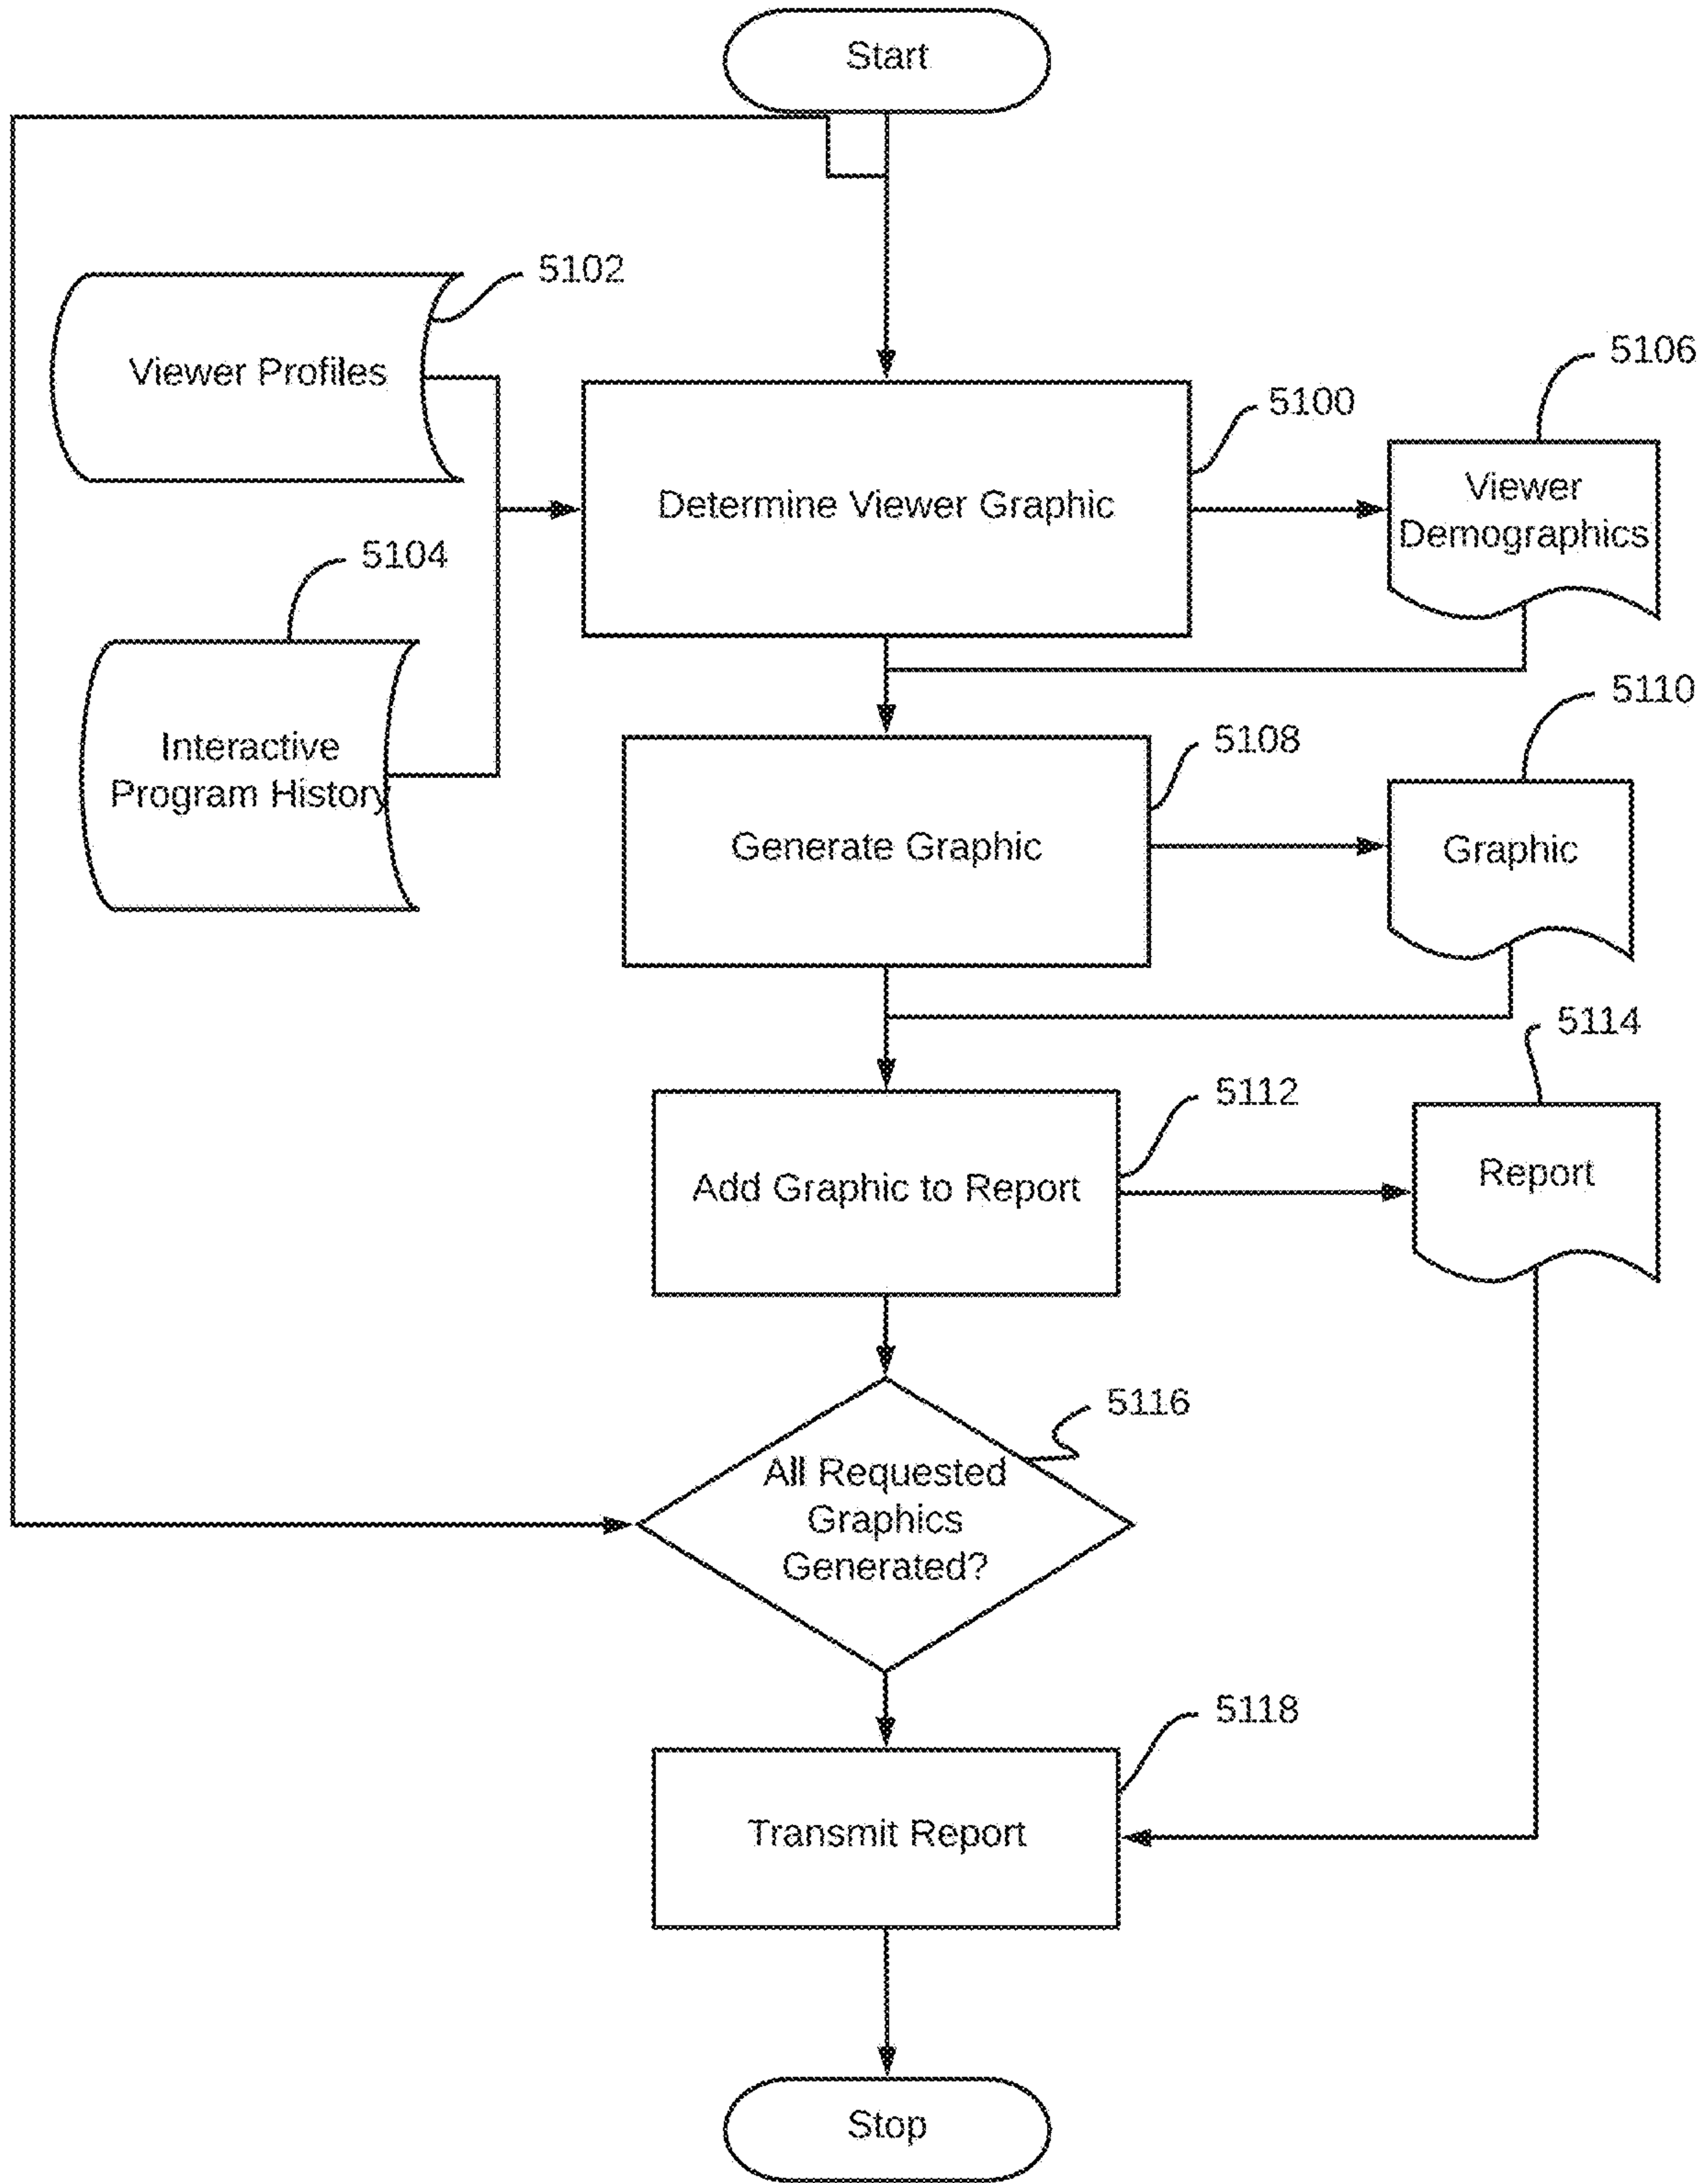 Start
5102
Viewer Profiles
5106
5100
Viewer
Demographics
Determine Viewer Graphic
5104
5110
Interactive
Program History
5108
Generate Graphic
Graphic
5114
5112
Add Graphic to Report
Report
5116
All Requested
Graphics
Generated?
5118
Transmit Report
Stop